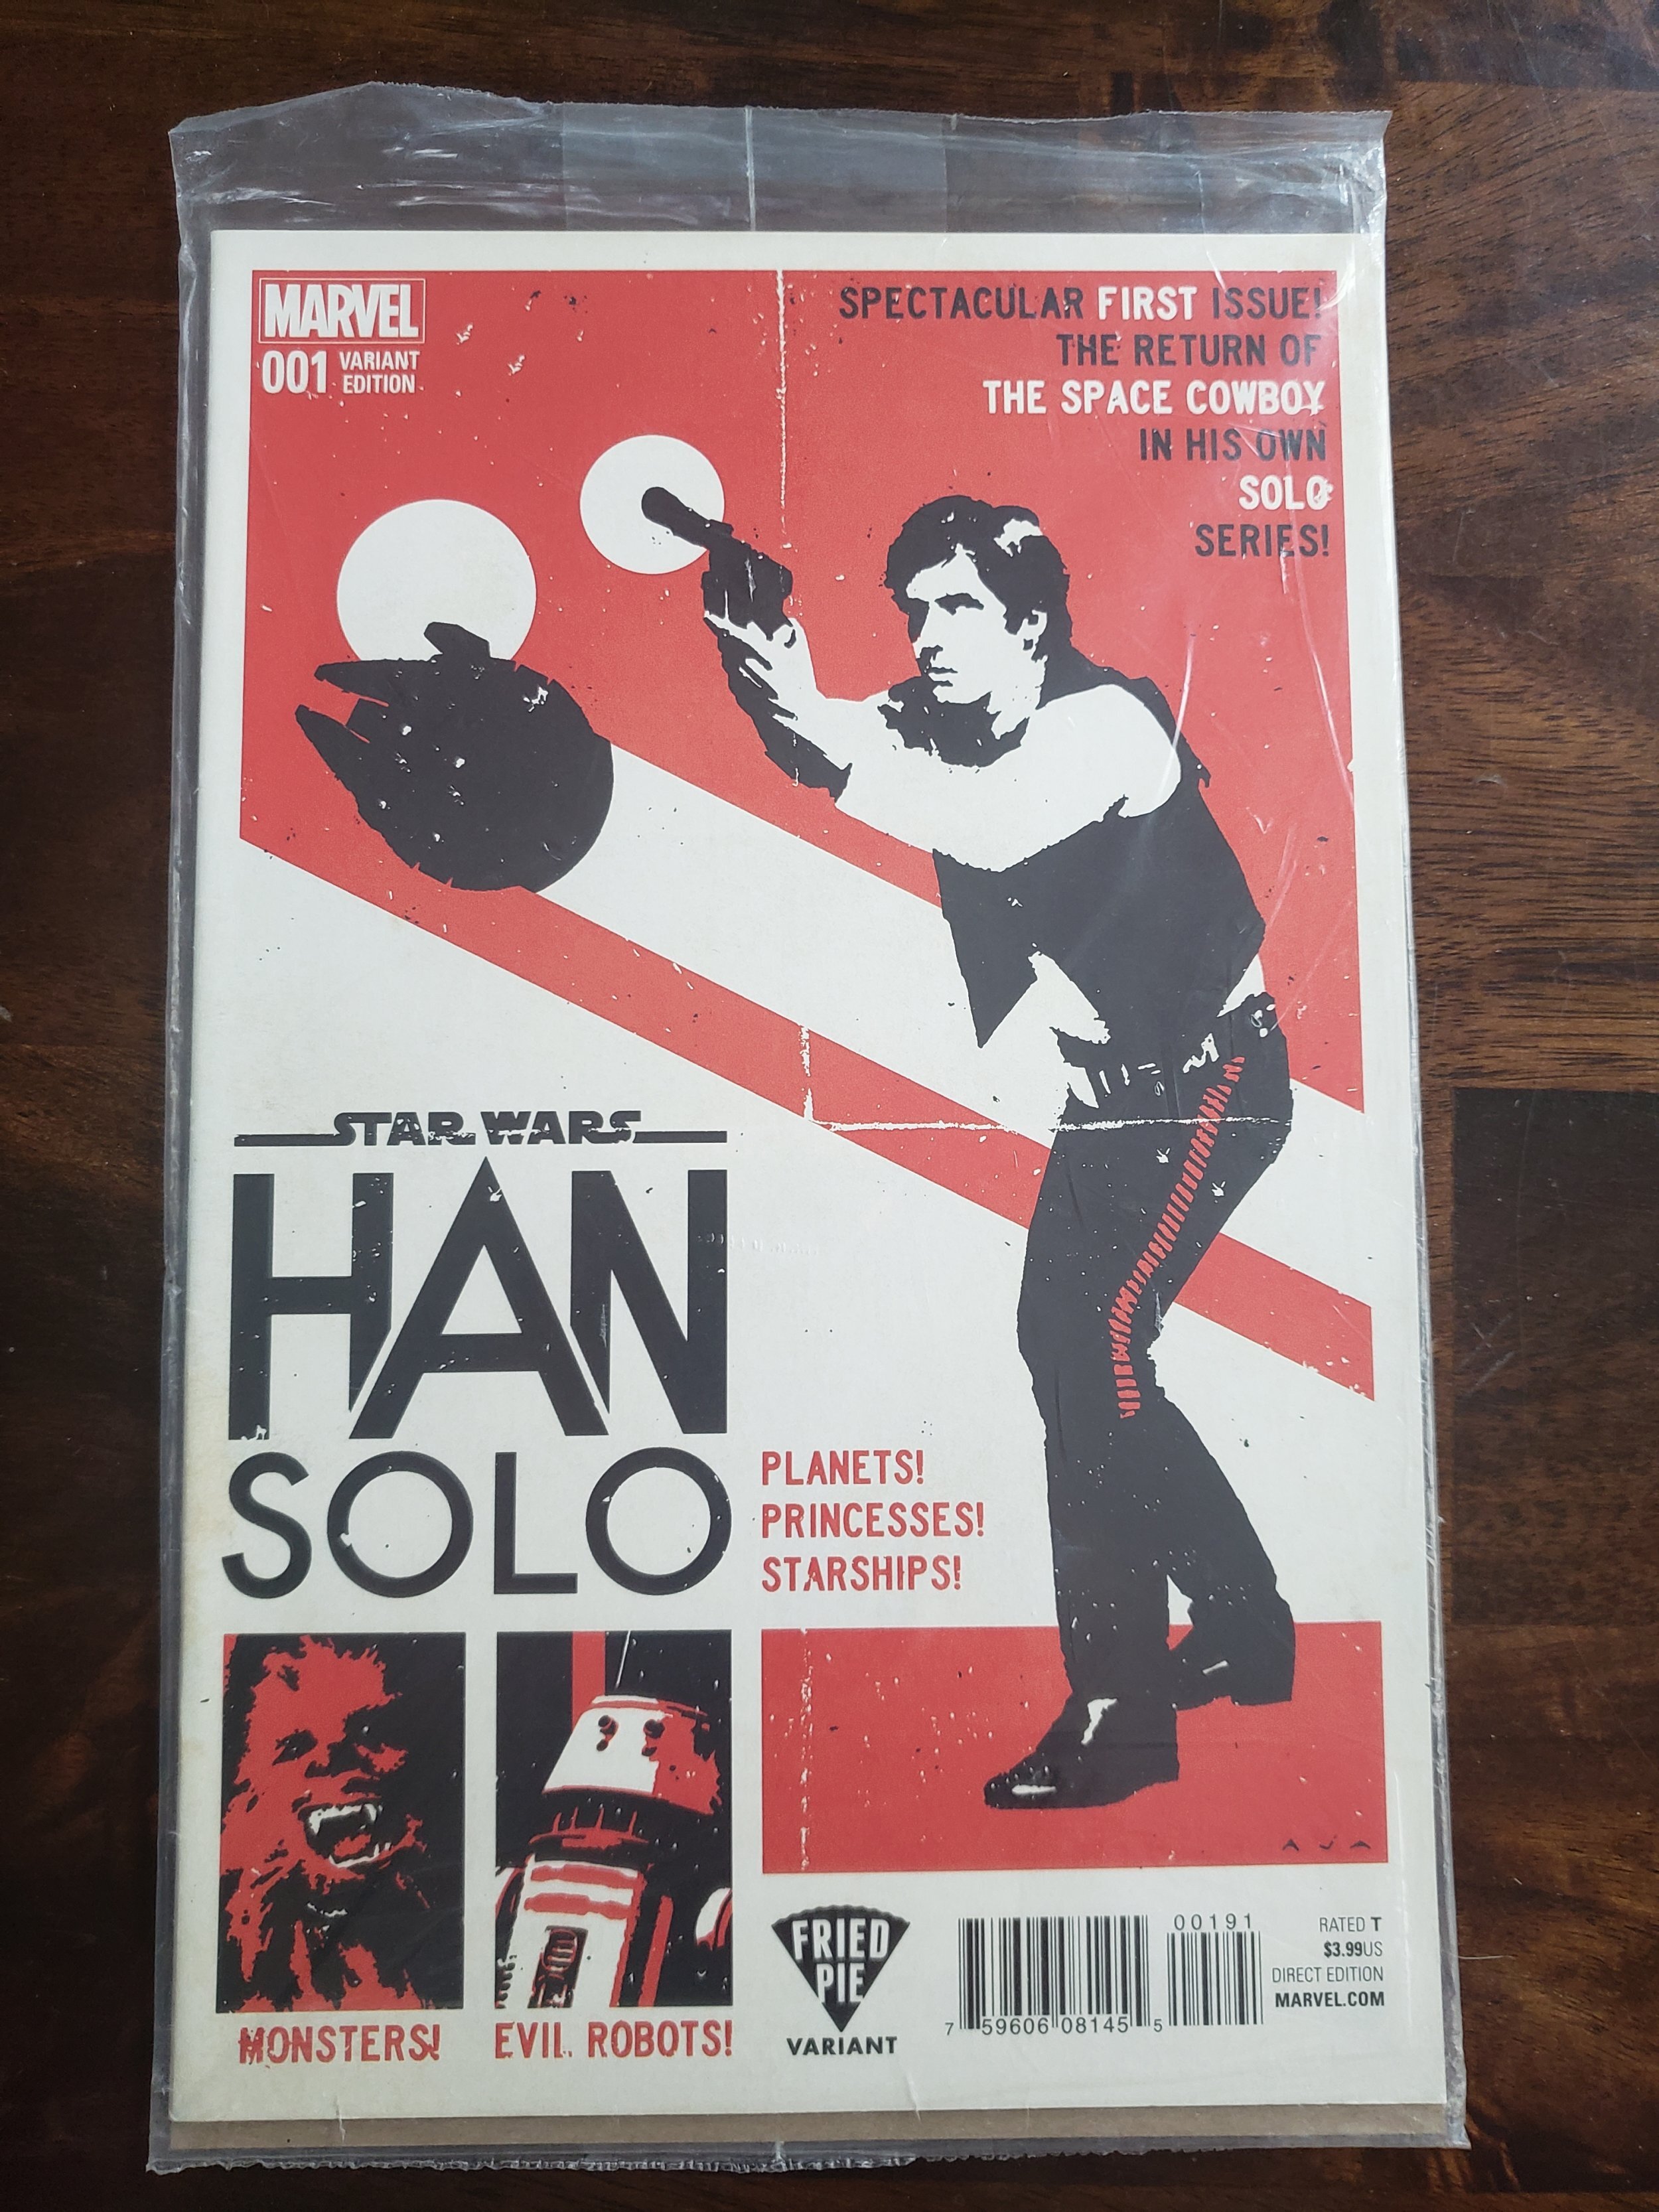 MARVEL
001 VARIANT
EDITION
SPECTACULAR FIRST ISSUE!
THE RETURN OF
THE SPACE COWBOY
IN HIS OWN
SOLO
SERIES!
STAR WARS
HAN
SOLO
PLANETS!
PRINCESSES!
STARSHIPS!
MONSTERS!
EVIL ROBOTS!
AJA
FRIED
PIE
VARIANT
00191
7 59606 08145 5
RATED T
$3.99US
DIRECT EDITION
MARVEL.COM